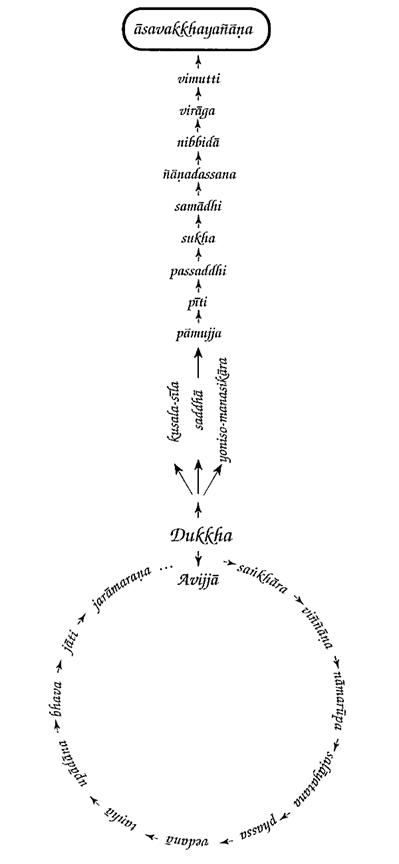 āsavakkhayañāṇa
vimutti
virāga
nibbidā
ñāṇadassana
samādhi
sukha
passaddhi
pīti
pāmujja
kusala-sīla
saddhā
yoniso-manasikāra
Dukkha
Avijjā
saṅkhāra
viññāṇa
nāmarūpa
saḷāyatana
phassa
vedanā
taṇhā
upādāna
bhava
jāti
jarāmaraṇa ...